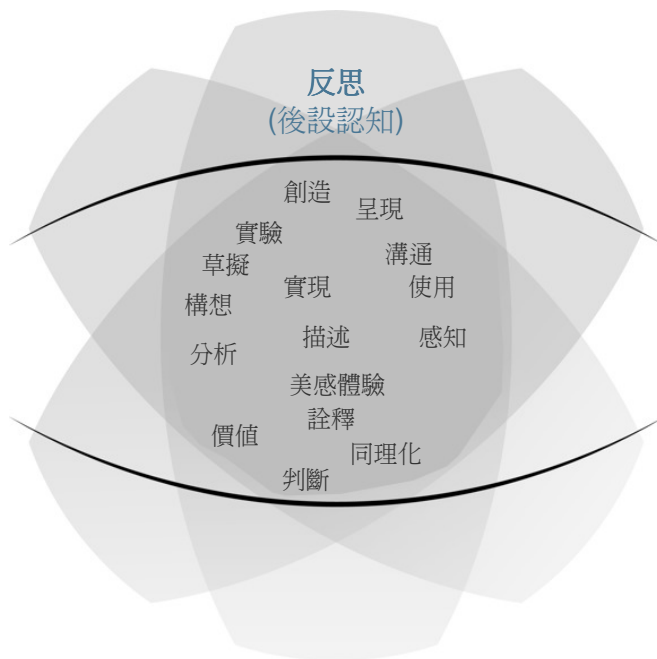 反思
(後設認知)
創造
呈現
實驗
溝通
草擬
實現
使用
構想
描述
感知
分析
美感體驗
詮釋
價值
同理化
判斷